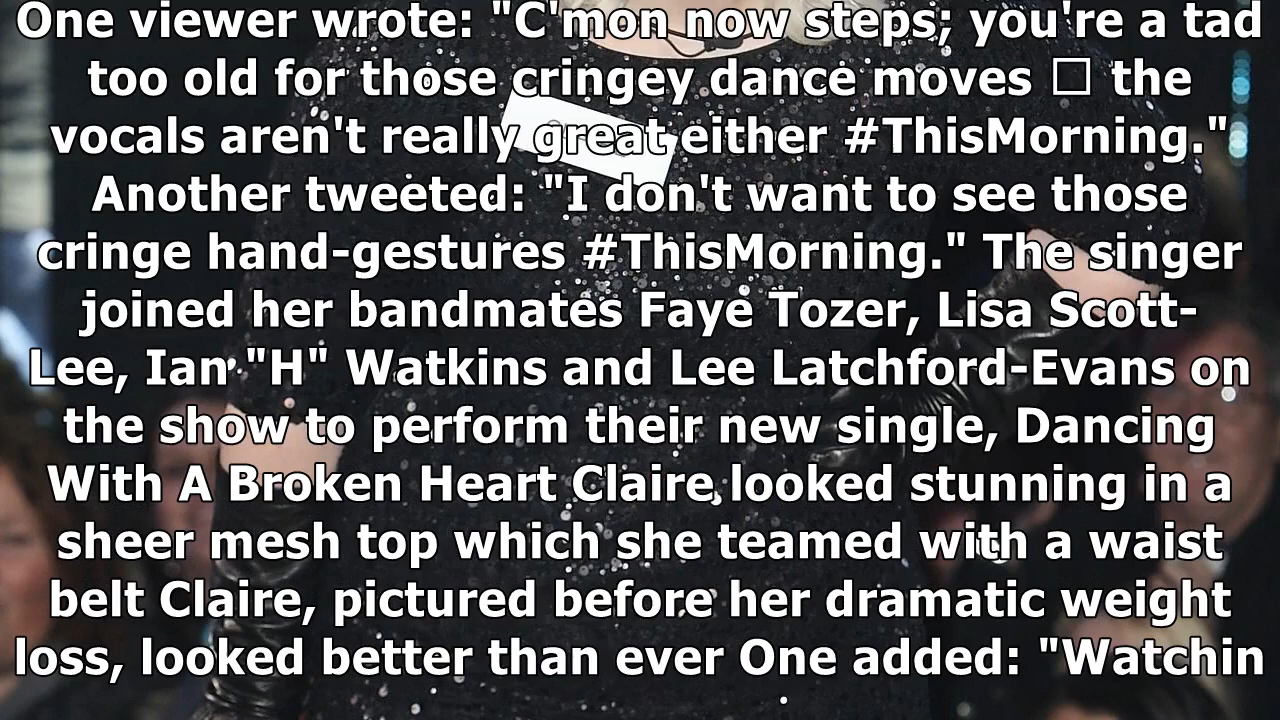 One viewer wrote: "C'mon now steps; you're a tad
too old for those cringey dance moves □ the
vocals aren't really great either #ThisMorning."
Another tweeted: "I don't want to see those
cringe hand-gestures #ThisMorning." The singer
joined her bandmates Faye Tozer, Lisa Scott-
Lee, Ian "H" Watkins and Lee Latchford-Evans on
the show to perform their new single, Dancing
With A Broken Heart Claire looked stunning in a
sheer mesh top which she teamed with a waist
belt Claire, pictured before her dramatic weight
loss, looked better than ever One added: "Watchin